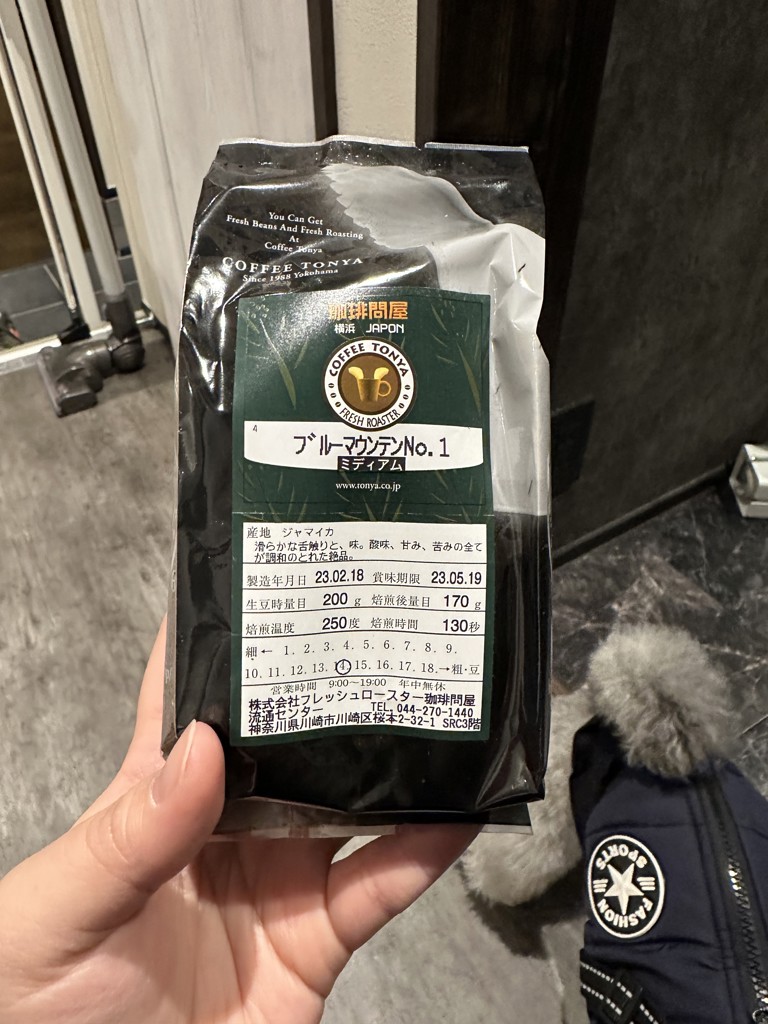 You Can Get
Fresh Beans And Fresh Roasting
At
Coffee Tonya
COFFEE TONYA
Since 1988 Yokohama
珈琲問屋
横浜 JAPON
COFFEE TONYA
FRESH ROASTER
4
ブルーマウンテンNo.1
ミディアム
www.tonya.co.jp
産地 ジャマイカ
滑らかな舌触りと、味。酸味、甘み、苦みの全て
が調和のとれた絶品。
製造年月日 23.02.18 賞味期限 23.05.19
生豆時量目 200 g 焙煎後量目 170 g
焙煎温度 250度 焙煎時間 130秒
細← 1. 2. 3. 4. 5. 6. 7. 8. 9.
10. 11. 12. 13. 14. 15. 16. 17. 18.→粗・豆
営業時間 9:00〜19:00 年中無休
株式会社フレッシュロースター珈琲問屋
流通センター TEL.044-270-1440
神奈川県川崎市川崎区桜本2-32-1 SRC3階
SPORTS
FASHION